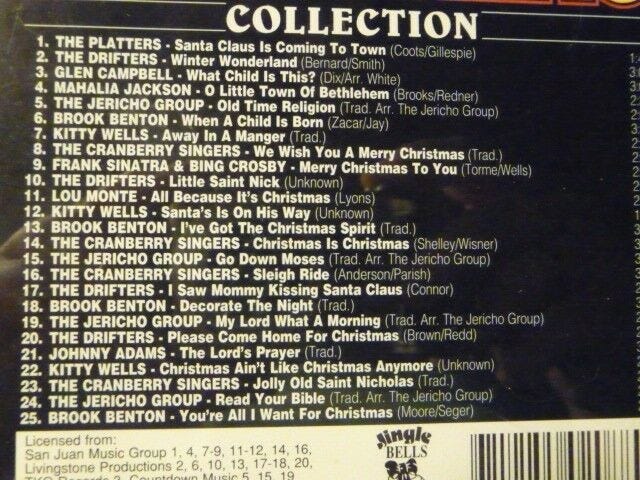 COLLECTION
1. THE PLATTERS - Santa Claus Is Coming To Town (Coots/Gillespie)
2. THE DRIFTERS - Winter Wonderland (Bernard/Smith)
3. GLEN CAMPBELL - What Child Is This? (Dix/Arr. White)
4. MAHALIA JACKSON - O Little Town Of Bethlehem (Brooks/Redner)
5. THE JERICHO GROUP - Old Time Religion (Trad. Arr. The Jericho Group)
6. BROOK BENTON - When A Child Is Born (Zacar/Jay)
7. KITTY WELLS - Away In A Manger (Trad.)
8. THE CRANBERRY SINGERS - We Wish You A Merry Christmas (Trad.)
9. FRANK SINATRA & BING CROSBY - Merry Christmas To You (Torme/Wells)
10. THE DRIFTERS - Little Saint Nick (Unknown)
11. LOU MONTE - All Because It's Christmas (Lyons)
12. KITTY WELLS - Santa's Is On His Way (Unknown)
13. BROOK BENTON - I've Got The Christmas Spirit (Trad.)
14. THE CRANBERRY SINGERS - Christmas Is Christmas (Shelley/Wisner)
15. THE JERICHO GROUP - Go Down Moses (Trad. Arr. The Jericho Group)
16. THE CRANBERRY SINGERS - Sleigh Ride (Anderson/Parish)
17. THE DRIFTERS - I Saw Mommy Kissing Santa Claus (Connor)
18. BROOK BENTON - Decorate The Night (Trad.)
19. THE JERICHO GROUP - My Lord What A Morning (Trad. Arr. The Jericho Group)
20. THE DRIFTERS - Please Come Home For Christmas (Brown/Redd)
21. JOHNNY ADAMS - The Lord's Prayer (Trad.)
22. KITTY WELLS - Christmas Ain't Like Christmas Anymore (Unknown)
23. THE CRANBERRY SINGERS - Jolly Old Saint Nicholas (Trad.)
24. THE JERICHO GROUP - Read Your Bible (Trad. Arr. The Jericho Group)
25. BROOK BENTON - You're All I Want For Christmas (Moore/Seger)
Licensed from:
San Juan Music Group 1, 4, 7-9, 11-12, 14, 16,
Livingstone Productions 2, 6, 10, 13, 17-18, 20,
TKO Records 3, Countdown Music 5, 15, 19
Jingle
BELLS